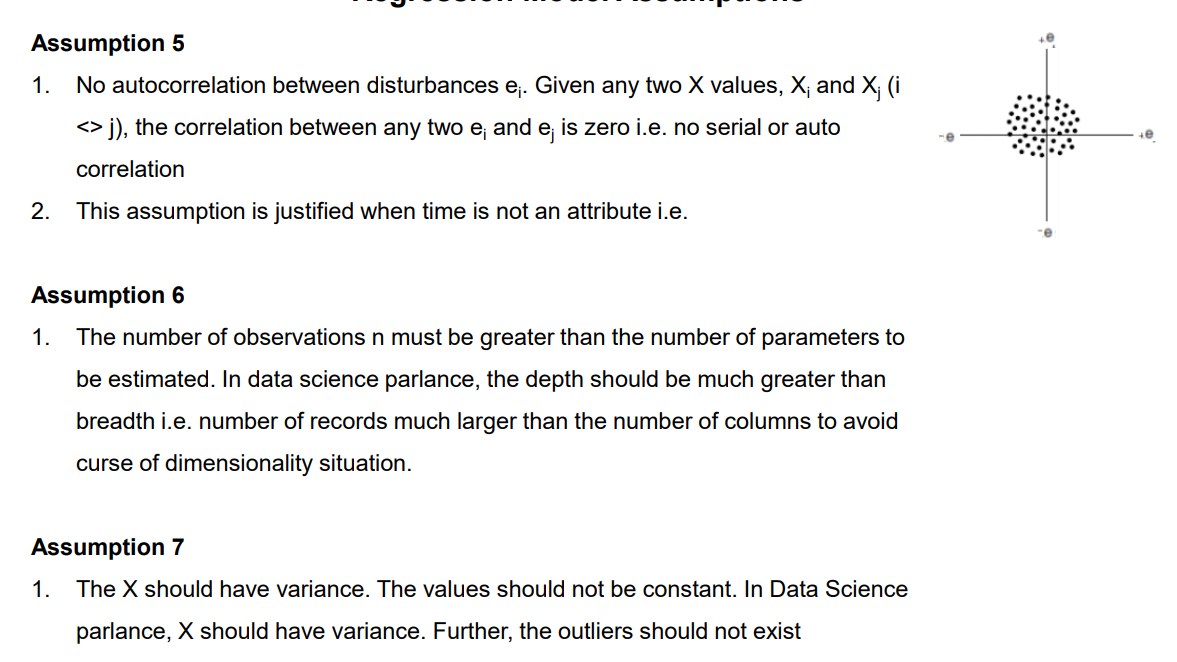 Regression Model Assumptions
Assumption 5
1. No autocorrelation between disturbances eᵢ. Given any two X values, Xᵢ and Xⱼ (i
<> j), the correlation between any two eᵢ and eⱼ is zero i.e. no serial or auto
correlation
2. This assumption is justified when time is not an attribute i.e.
+e
-e
+e
-e
Assumption 6
1. The number of observations n must be greater than the number of parameters to
be estimated. In data science parlance, the depth should be much greater than
breadth i.e. number of records much larger than the number of columns to avoid
curse of dimensionality situation.
Assumption 7
1. The X should have variance. The values should not be constant. In Data Science
parlance, X should have variance. Further, the outliers should not exist